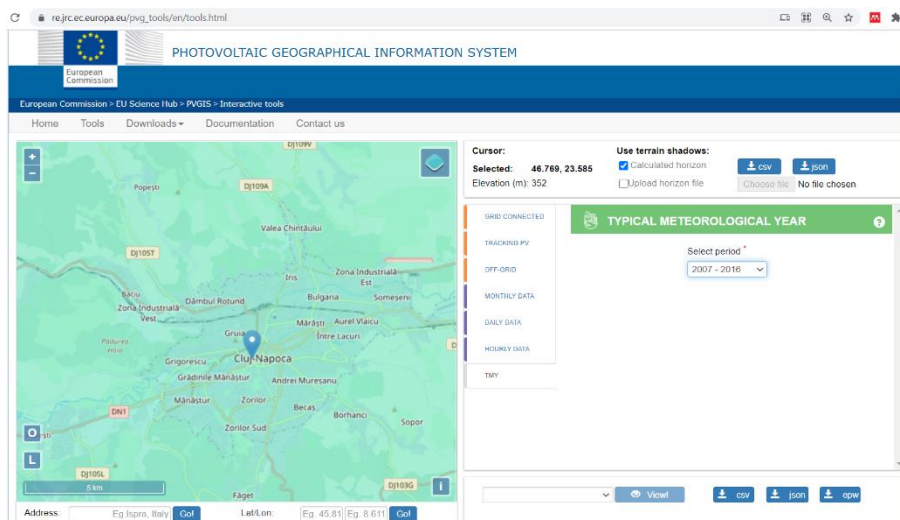 re.jrc.ec.europa.eu/pvg_tools/en/tools.html
European
Commission
PHOTOVOLTAIC GEOGRAPHICAL INFORMATION SYSTEM
European Commission > EU Science Hub > PVGIS > Interactive tools
Home Tools Downloads Documentation Contact us
+
−
DJ109V
Popești
DJ109A
Valea Chintăului
DJ105T
Iris
Zona Industrială
Est
Baciu
Zona Industrială
Vest
Dâmbul Rotund
Bulgaria
Someșeni
Mărăști
Aurel Vlaicu
Gruia
Între Lacuri
Pădurea
Hoia
Grigorescu
Cluj-Napoca
Grădinile Mănăștur
Andrei Mureșanu
DN1
Mănăștur
Zorilor
Becaș
Borhanci
Sopor
Zorilor Sud
O
L
DJ105L
DJ103G
5 km
Făget
i
Address: Eg.Ispra, Italy Go! Lat/Lon: Eg. 45.81 Eg. 8.611 Go!
Cursor:
Selected: 46.769, 23.585
Elevation (m): 352
Use terrain shadows:
Calculated horizon
Upload horizon file
csv json
Choose file No file chosen
GRID CONNECTED
TRACKING PV
OFF-GRID
MONTHLY DATA
DAILY DATA
HOURLY DATA
TMY
TYPICAL METEOROLOGICAL YEAR
?
Select period *
2007 - 2016
View! csv json epw